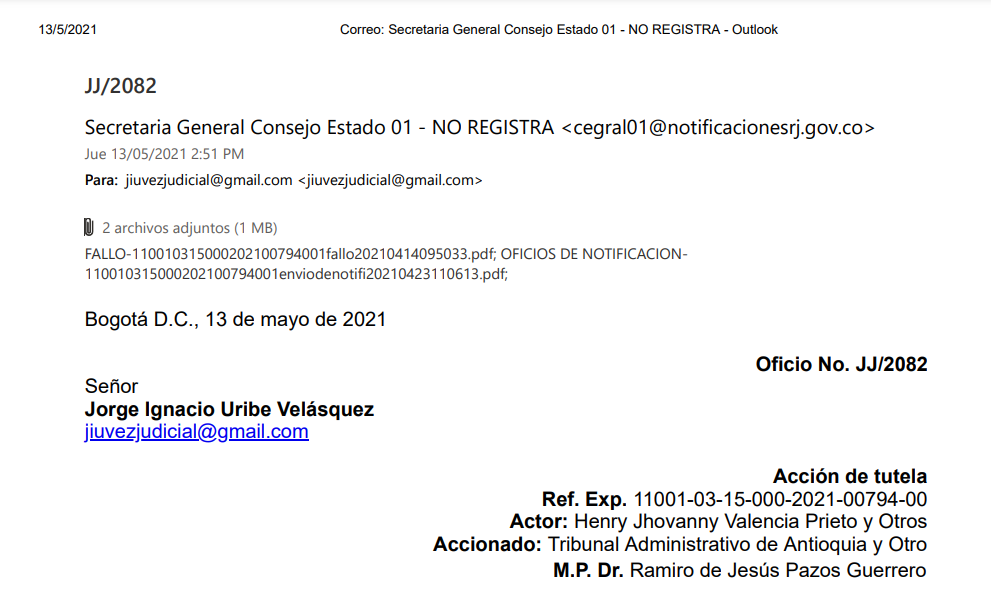 13/5/2021 Correo: Secretaria General Consejo Estado 01 - NO REGISTRA - Outlook
JJ/2082
Secretaria General Consejo Estado 01 - NO REGISTRA <cegral01@notificacionesrj.gov.co>
Jue 13/05/2021 2:51 PM
Para: jiuvezjudicial@gmail.com <jiuvezjudicial@gmail.com>
2 archivos adjuntos (1 MB)
FALLO-110010315000202100794001fallo20210414095033.pdf; OFICIOS DE NOTIFICACION-
110010315000202100794001enviodenotifi20210423110613.pdf;
Bogotá D.C., 13 de mayo de 2021
Oficio No. JJ/2082
Señor
Jorge Ignacio Uribe Velásquez
jiuvezjudicial@gmail.com
Acción de tutela
Ref. Exp. 11001-03-15-000-2021-00794-00
Actor: Henry Jhovanny Valencia Prieto y Otros
Accionado: Tribunal Administrativo de Antioquia y Otro
M.P. Dr. Ramiro de Jesús Pazos Guerrero